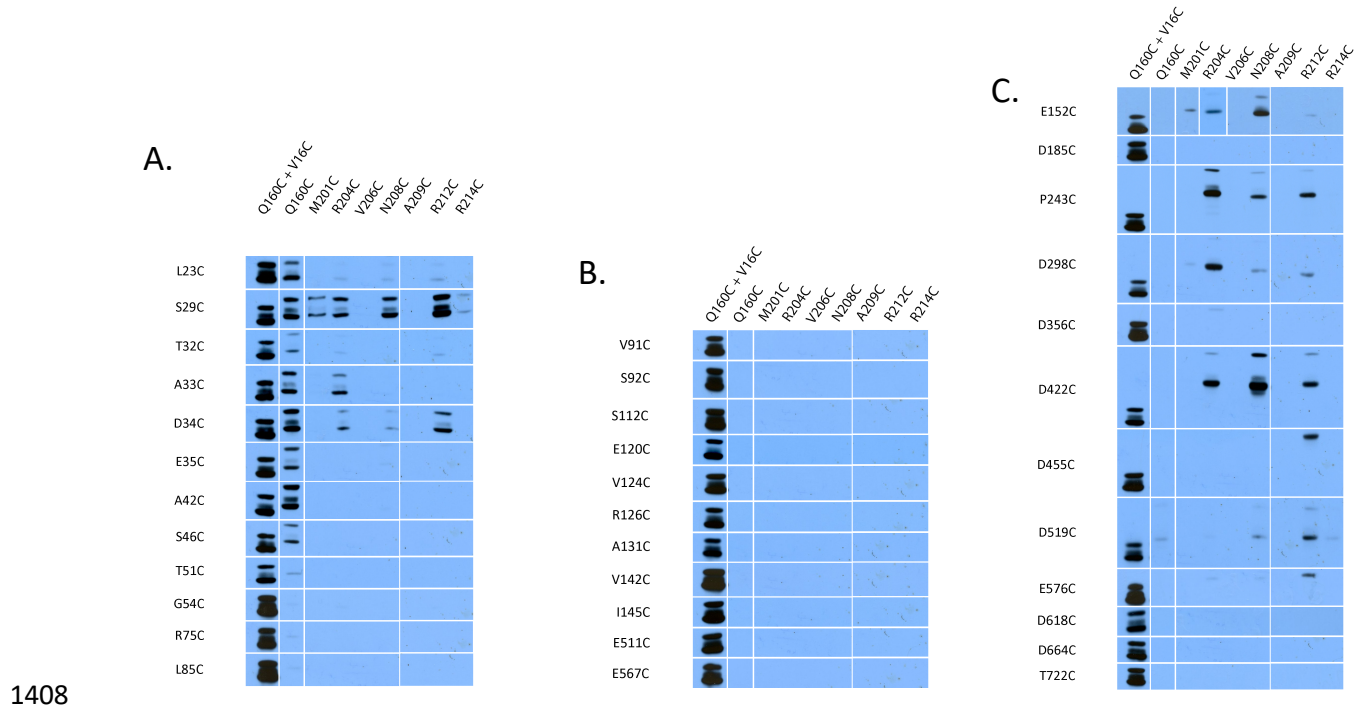 A.
Q160C + V16C
Q160C
M201C
R204C
V206C
N208C
A209C
R212C
R214C
L23C
S29C
T32C
A33C
D34C
E35C
A42C
S46C
T51C
G54C
R75C
L85C
B.
Q160C + V16C
Q160C
M201C
R204C
V206C
N208C
A209C
R212C
R214C
V91C
S92C
S112C
E120C
V124C
R126C
A131C
V142C
I145C
E511C
E567C
C.
Q160C + V16C
Q160C
M201C
R204C
V206C
N208C
A209C
R212C
R214C
E152C
D185C
P243C
D298C
D356C
D422C
D455C
D519C
E576C
D618C
D664C
T722C
1408